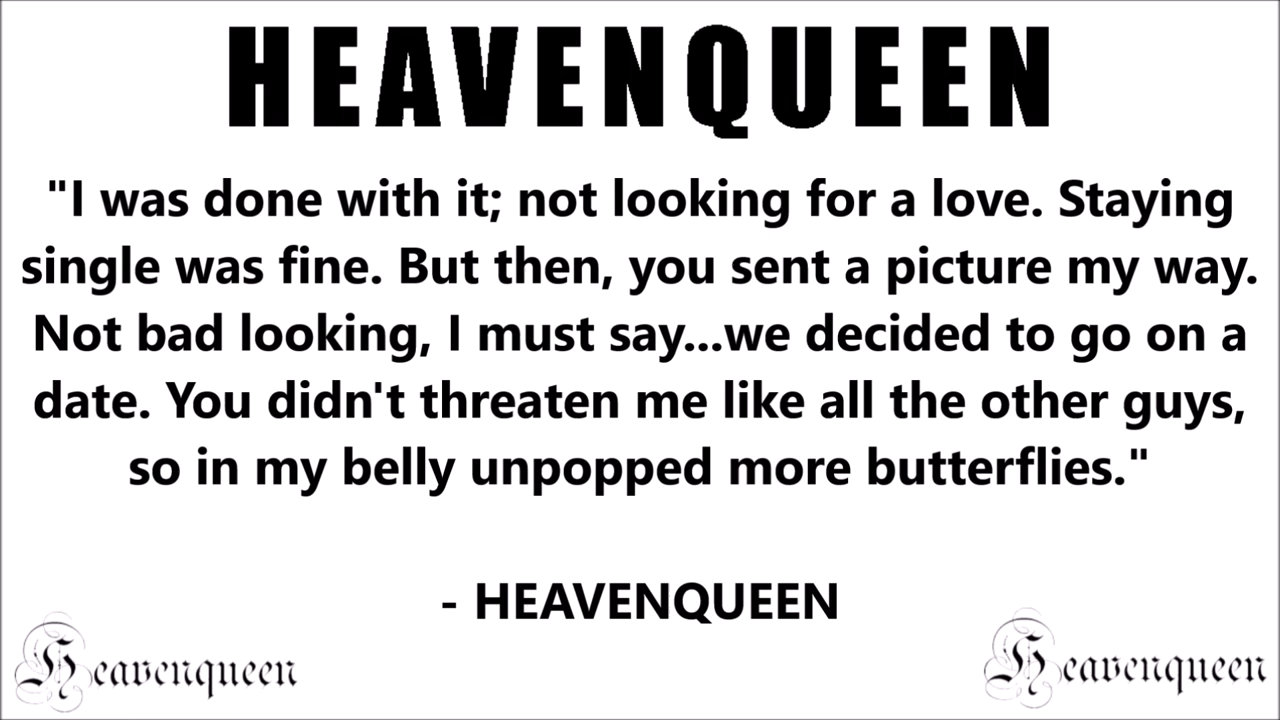 HEAVENQUEEN
"I was done with it; not looking for a love. Staying
single was fine. But then, you sent a picture my way.
Not bad looking, I must say...we decided to go on a
date. You didn't threaten me like all the other guys,
so in my belly unpopped more butterflies."
- HEAVENQUEEN
Heavenqueen
Heavenqueen